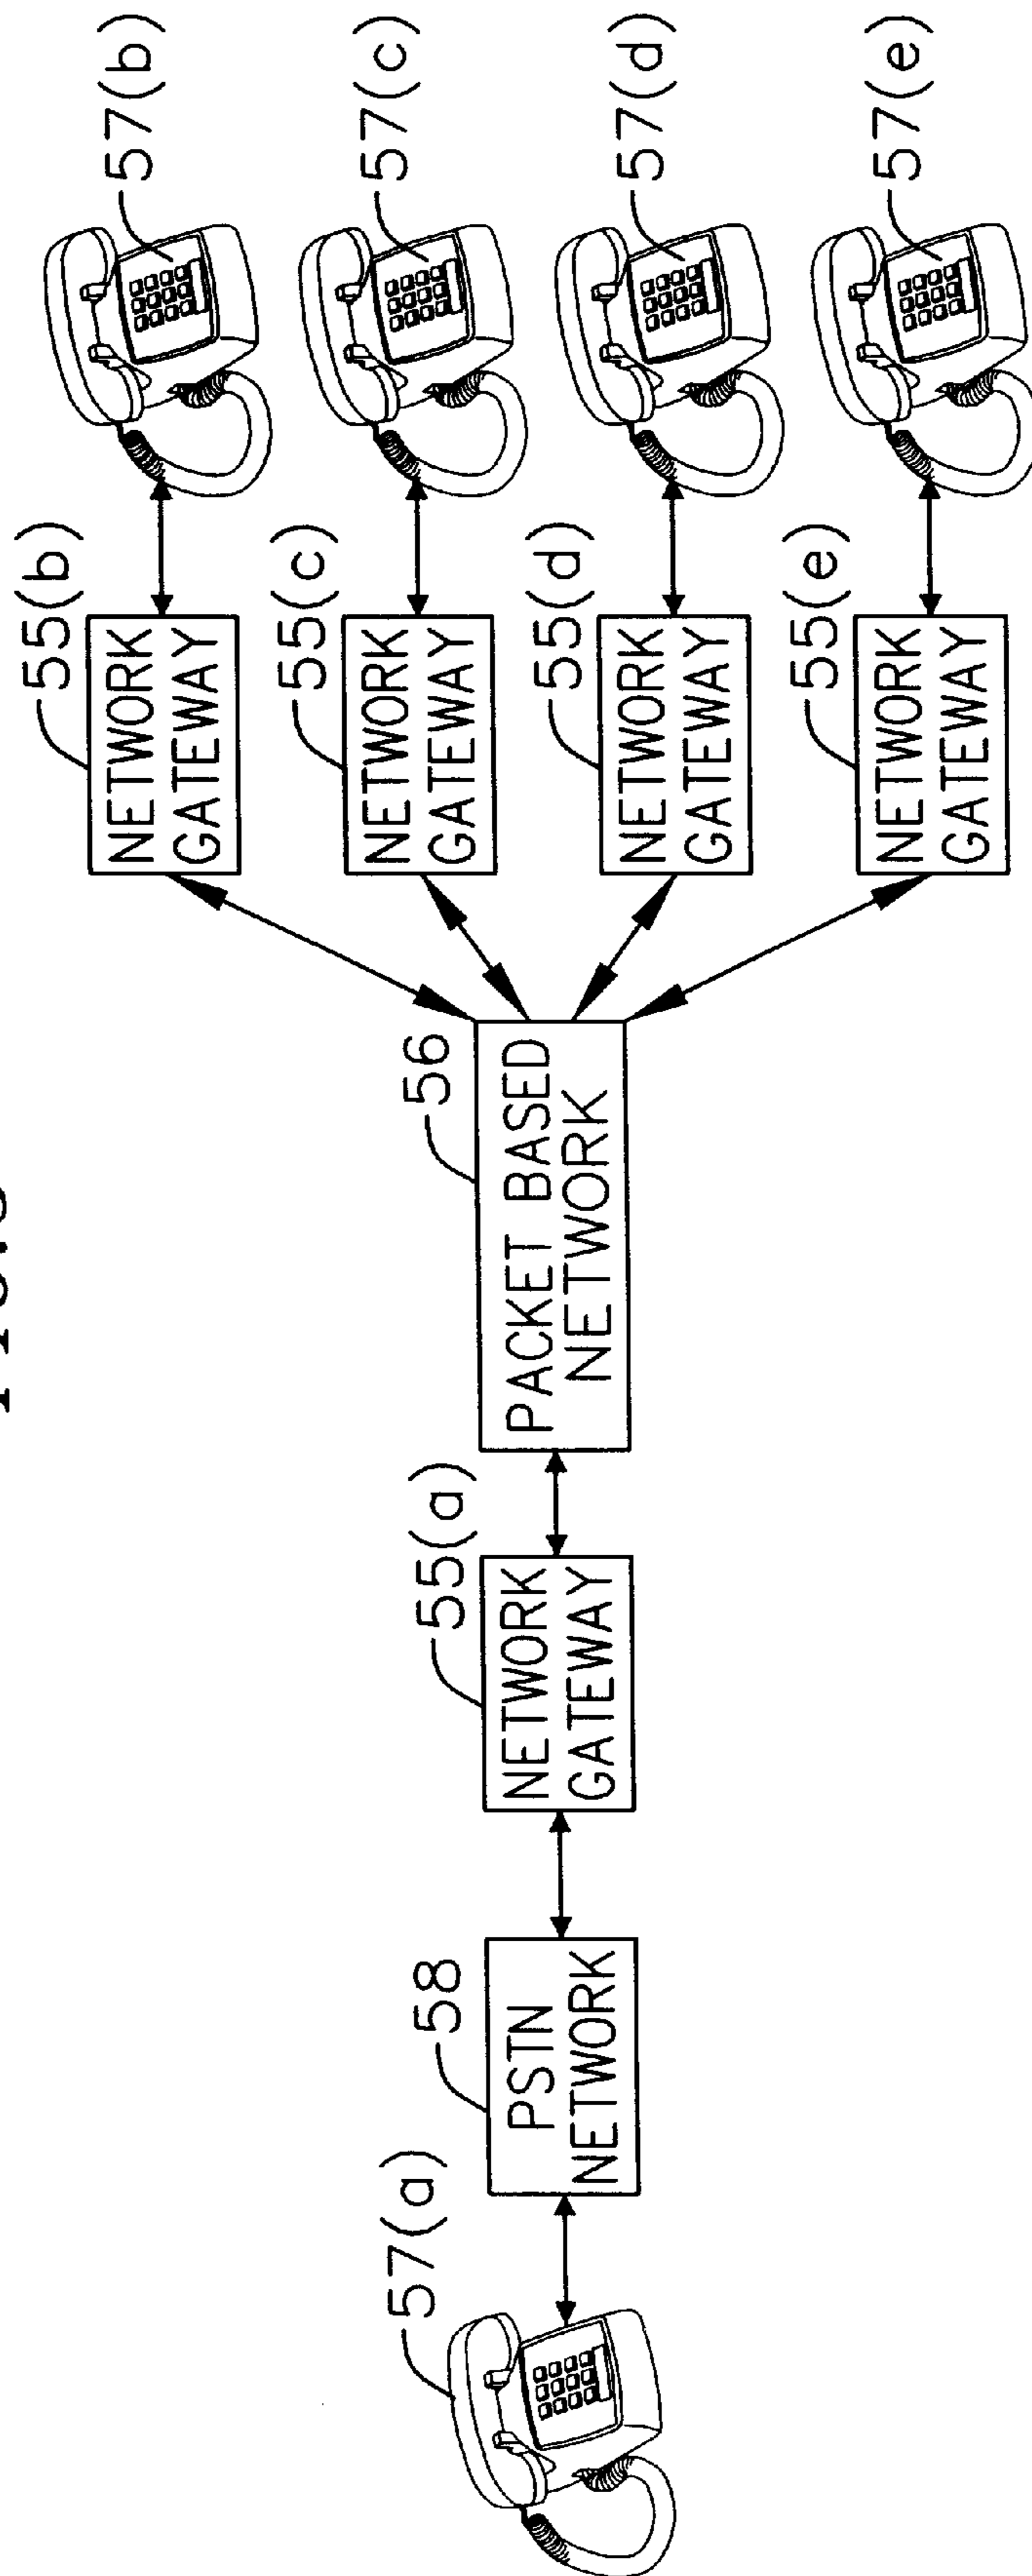 55(b)
57(b)
NETWORK
GATEWAY
55(c)
57(c)
NETWORK
GATEWAY
57(a)
58
PSTN
NETWORK
55(a)
NETWORK
GATEWAY
56
PACKET BASED
NETWORK
55(d)
57(d)
NETWORK
GATEWAY
55(e)
57(e)
NETWORK
GATEWAY